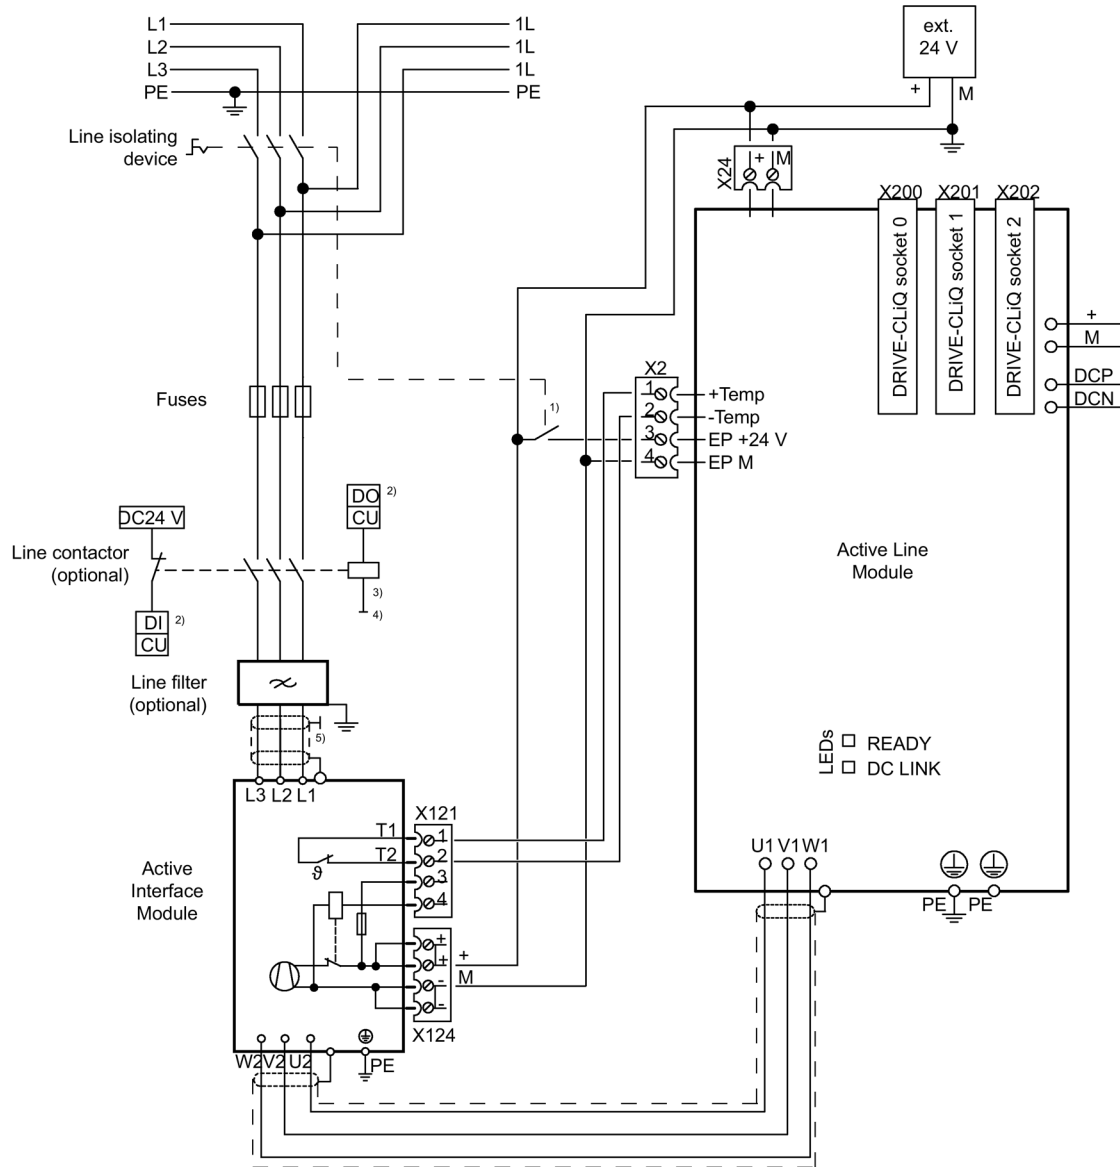 L1 1L
L2 1L
L3 1L
PE PE
ext.
24 V
+ M
Line isolating
device
X24
+ M
X200 X201 X202
DRIVE-CLiQ socket 0
DRIVE-CLiQ socket 1
DRIVE-CLiQ socket 2
+
M
DCP
DCN
Fuses
X2
1 +Temp
2 -Temp
3 EP +24 V
4 EP M
1)
DC24 V
DO 2)
CU
Line contactor
(optional)
3)
4)
DI 2)
CU
Active Line
Module
Line filter
(optional)
5)
LEDs
READY
DC LINK
L3 L2 L1
X121
T1 1
T2 2
3
4
ϑ
Active
Interface
Module
+
+ +
- M
-
X124
W2 V2 U2 PE
U1 V1 W1
PE PE